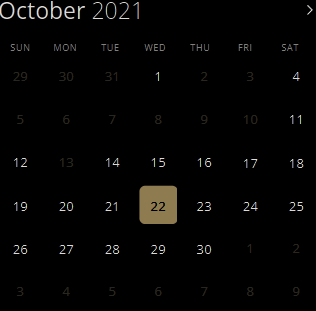 October 2021
SUN MON TUE WED THU FRI SAT
29 30 31 1 2 3 4
5 6 7 8 9 10 11
12 13 14 15 16 17 18
19 20 21 22 23 24 25
26 27 28 29 30 1 2
3 4 5 6 7 8 9